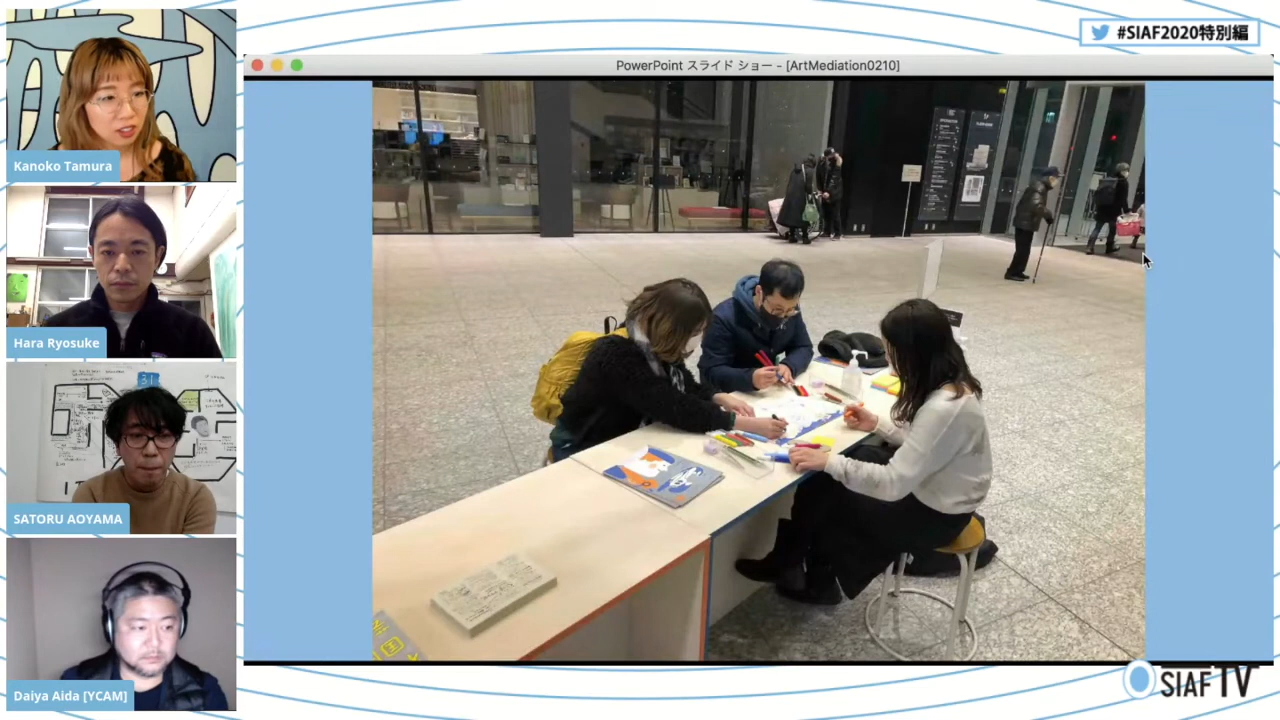 #SIAF2020特別編
PowerPoint スライド ショー - [ArtMediation0210]
Kanoko Tamura
Hara Ryosuke
31
SATORU AOYAMA
Daiya Aida [YCAM]
SIAF TV